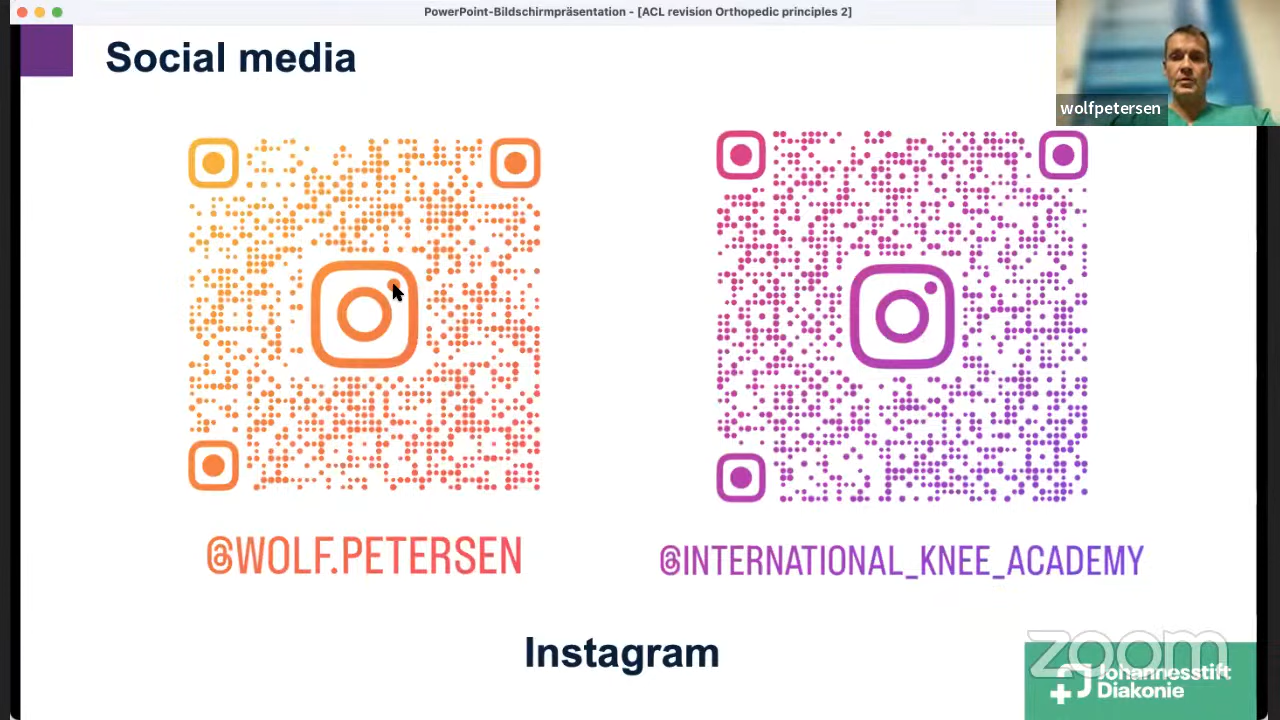 PowerPoint-Bildschirmpräsentation - [ACL revision Orthopedic principles 2]
Social media
wolfpetersen
@WOLF.PETERSEN
@INTERNATIONAL_KNEE_ACADEMY
Instagram
zoom
Johannesstift
Diakonie